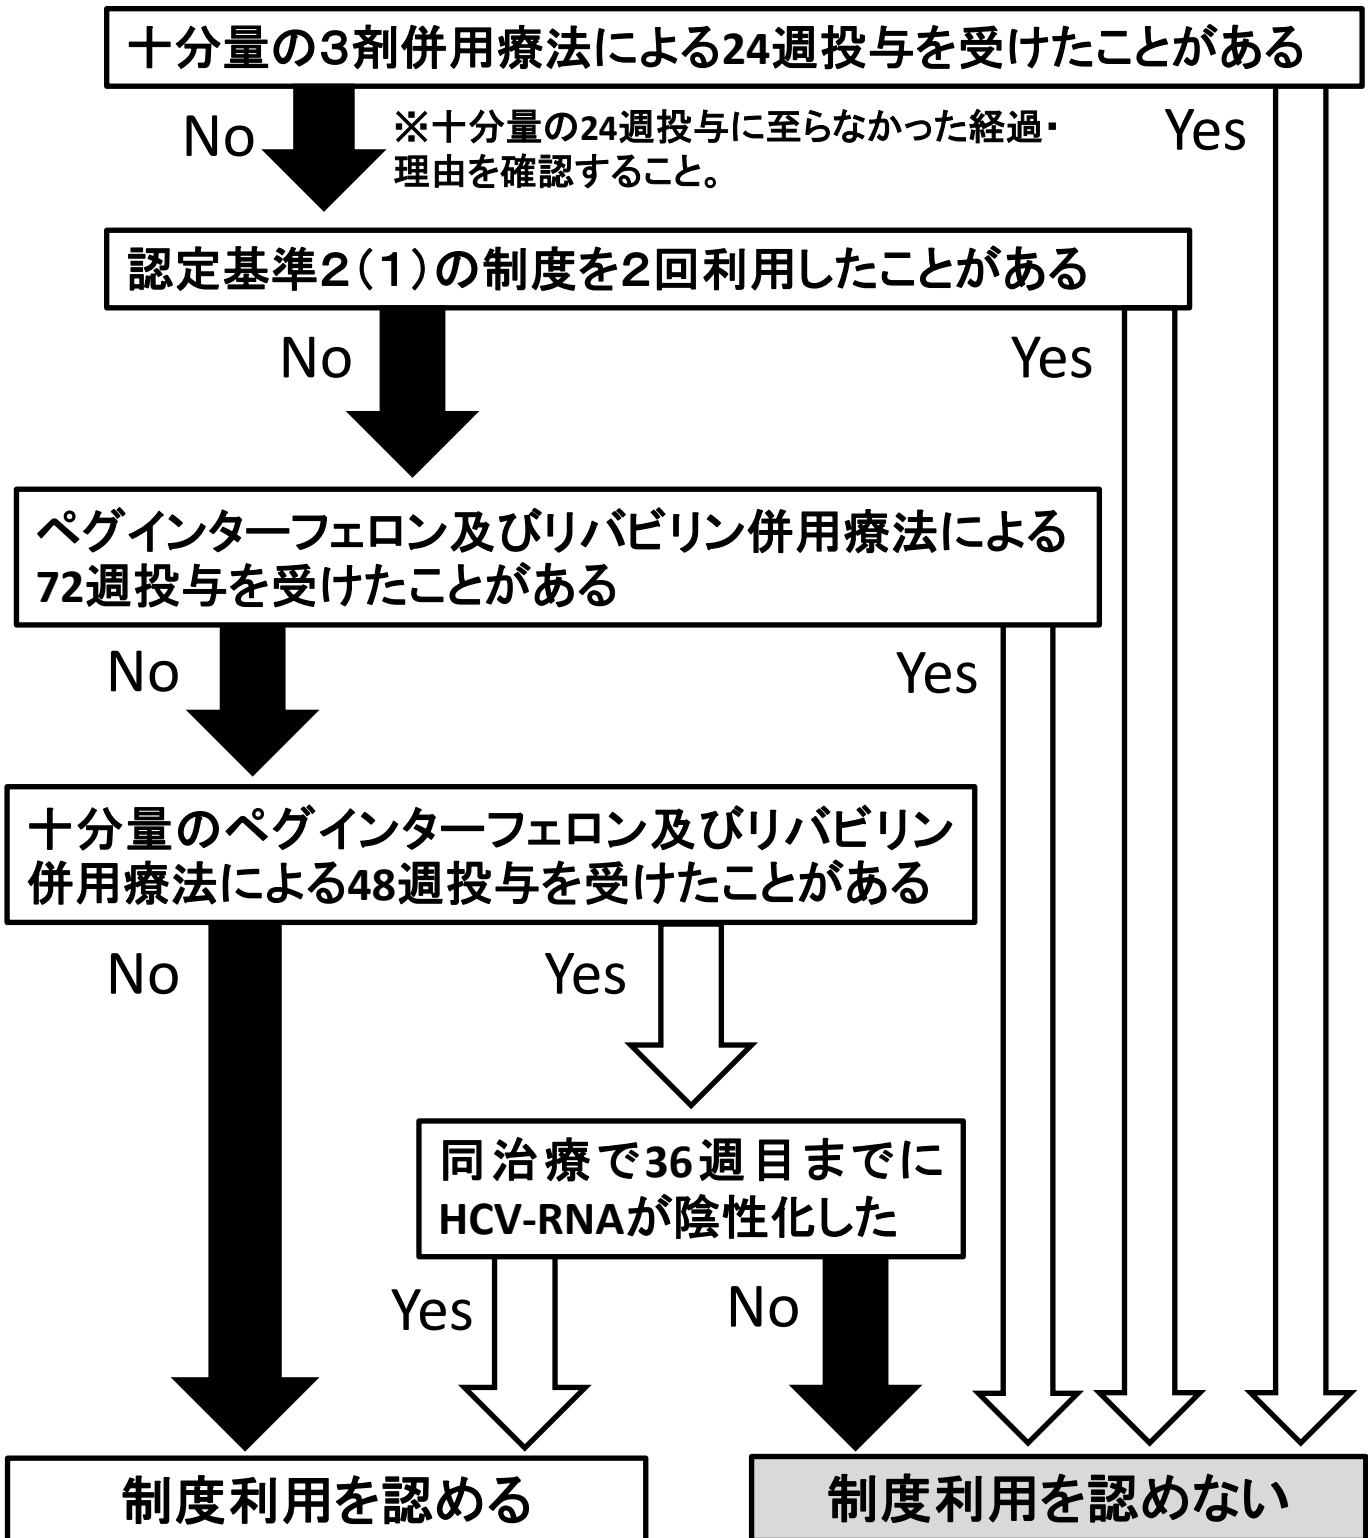 十分量の3剤併用療法による24週投与を受けたことがある
No
※十分量の24週投与に至らなかった経過・
理由を確認すること。
Yes
認定基準2(1)の制度を2回利用したことがある
No
Yes
ペグインターフェロン及びリバビリン併用療法による
72週投与を受けたことがある
No
Yes
十分量のペグインターフェロン及びリバビリン
併用療法による48週投与を受けたことがある
No
Yes
同治療で36週目までに
HCV-RNAが陰性化した
Yes
No
制度利用を認める
制度利用を認めない